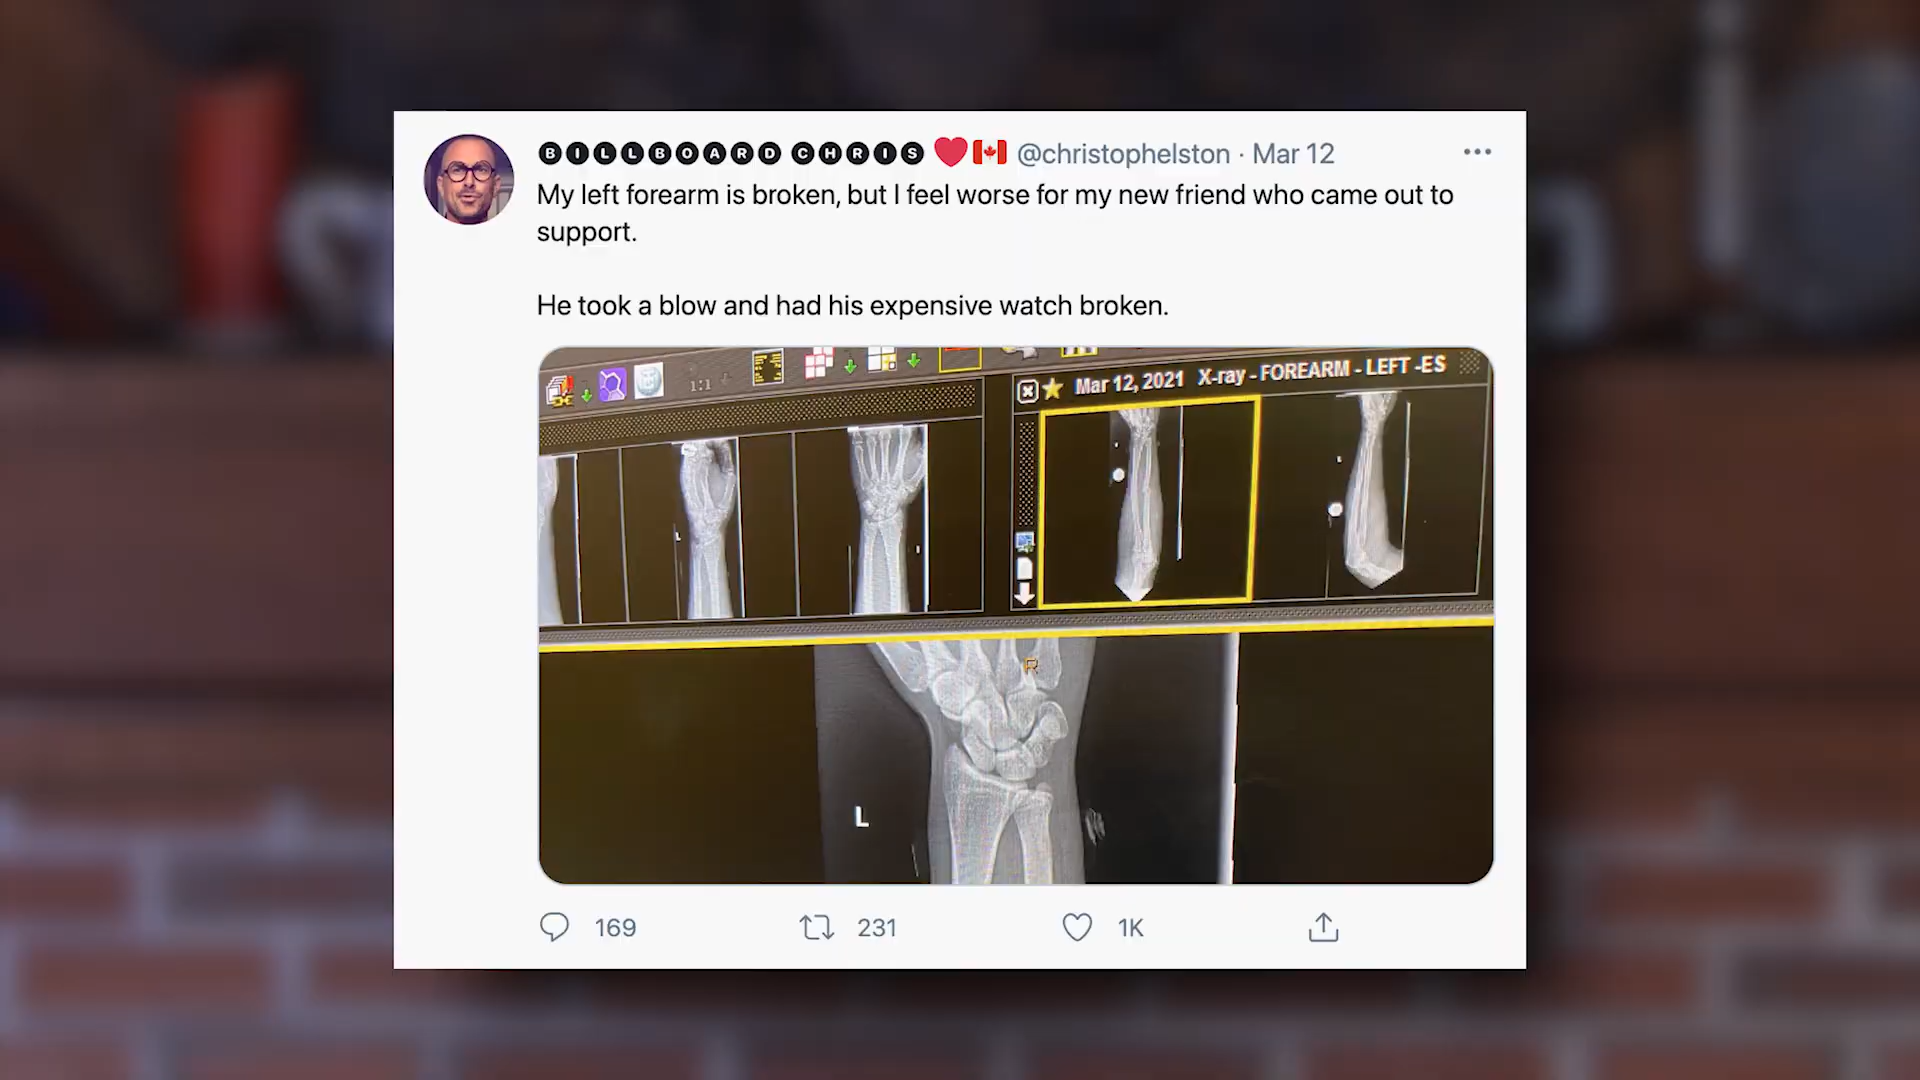 BILLBOARD CHRIS ❤️🇨🇦 @christophelston · Mar 12
My left forearm is broken, but I feel worse for my new friend who came out to
support.
He took a blow and had his expensive watch broken.
1:1
Mar 12, 2021 X-ray - FOREARM - LEFT -ES
R
L
169 231 1K